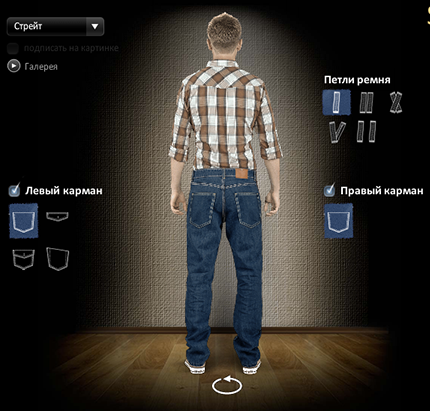 Стрейт
подписать на картинке
Галерея
Петли ремня
Левый карман
Правый карман